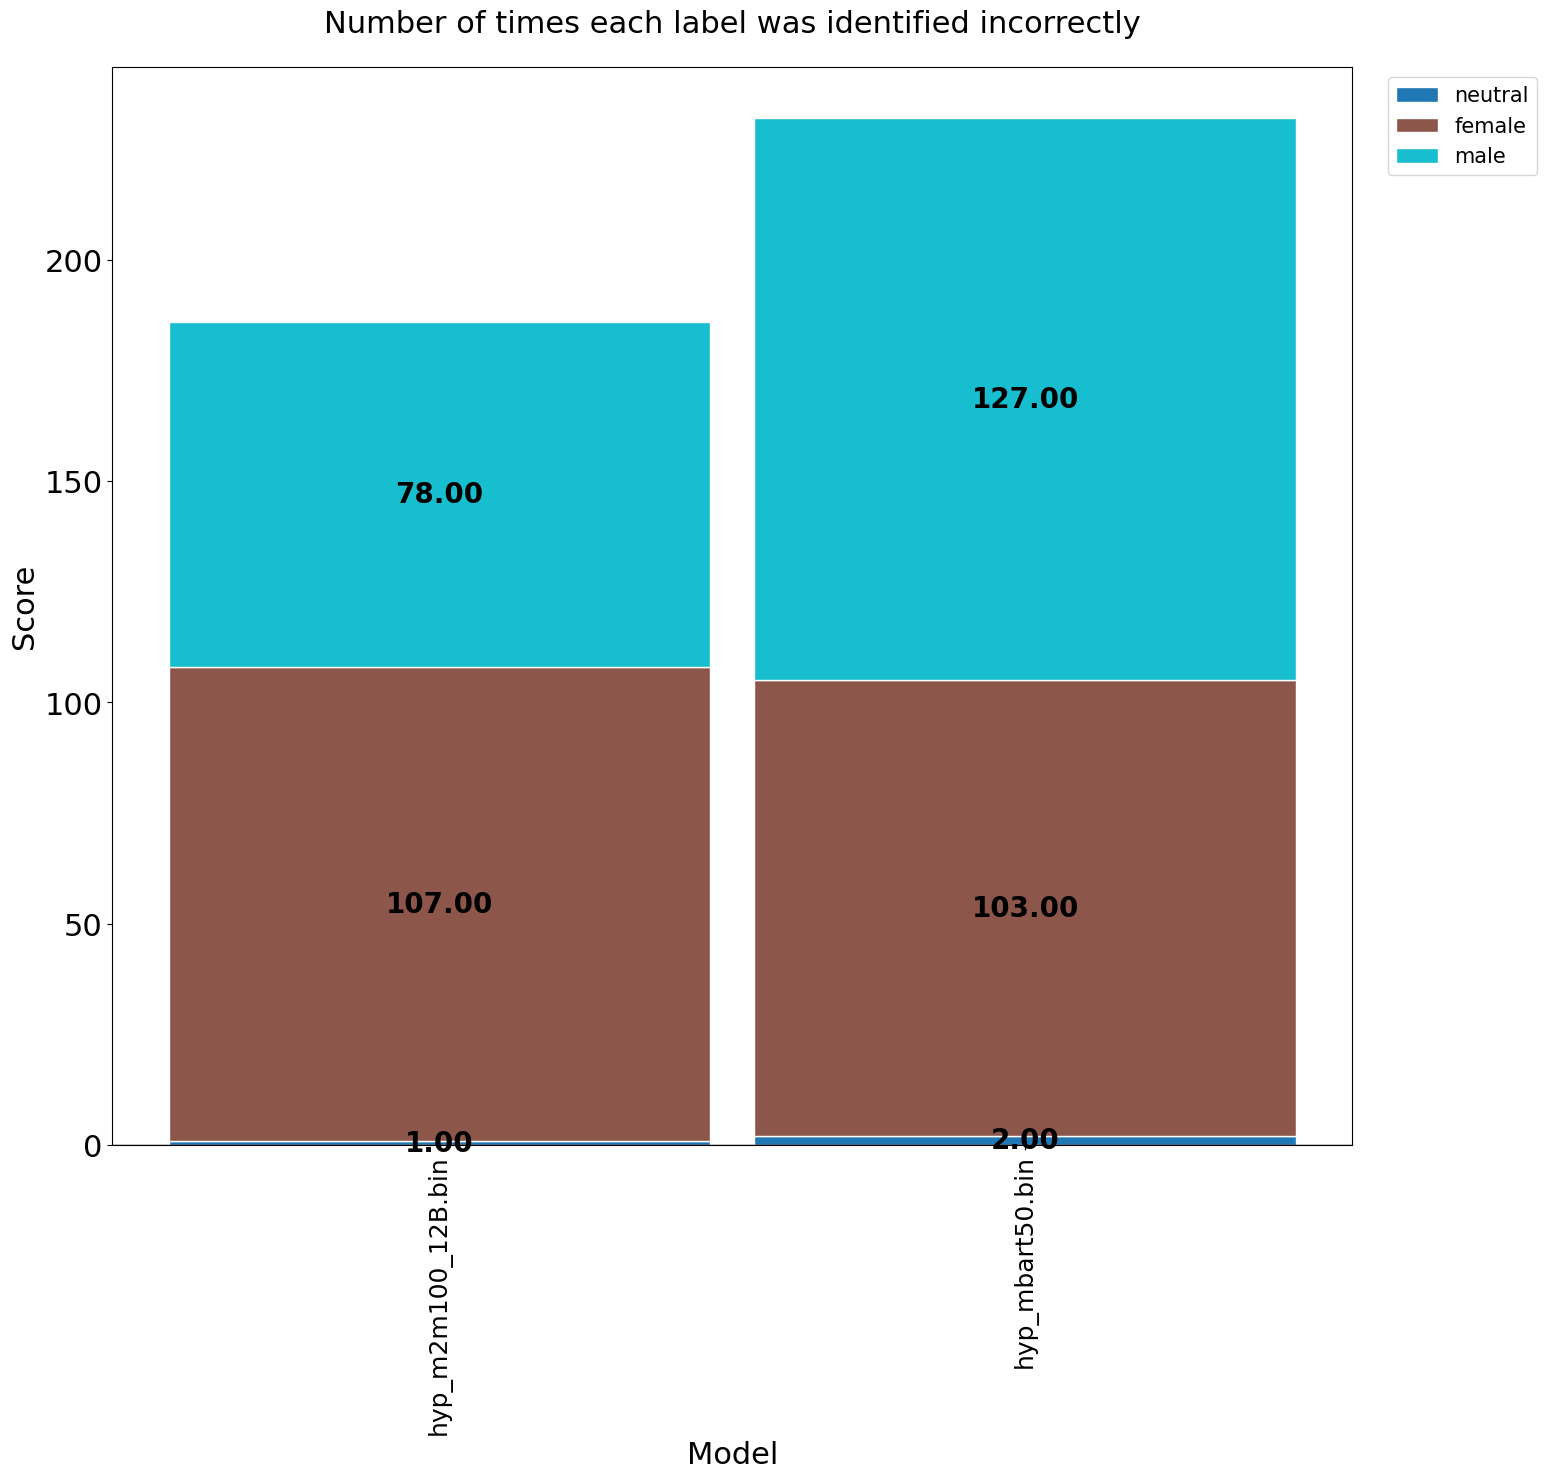 Number of times each label was identified incorrectly
neutral
female
male
Score
200
150
100
50
0
127.00
78.00
107.00
103.00
1.00
2.00
hyp_m2m100_12B.bin
hyp_mbart50.bin
Model